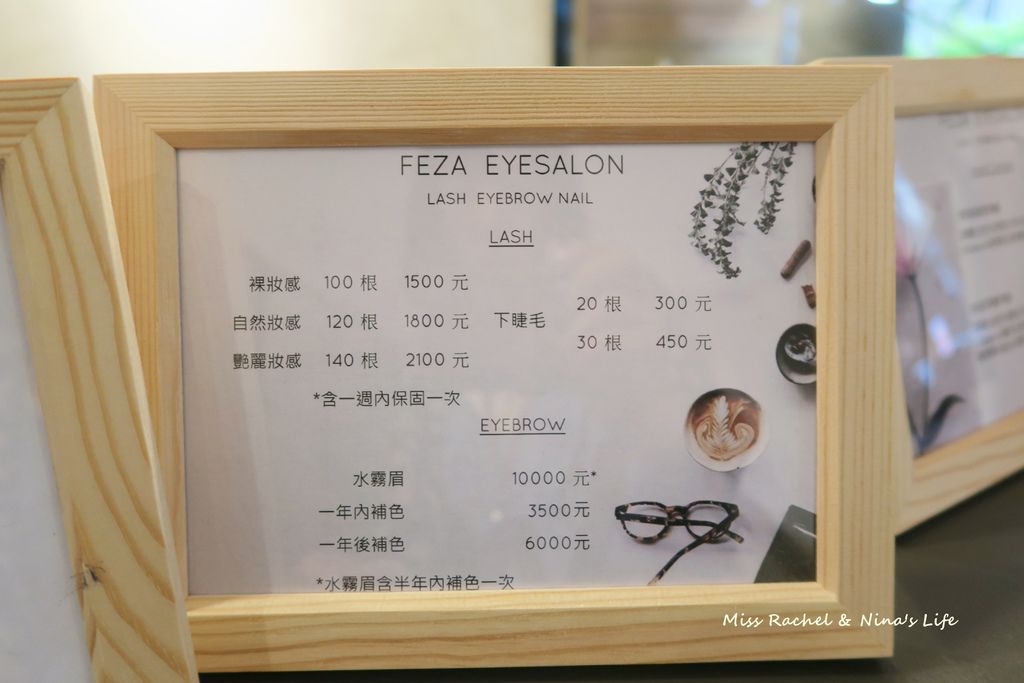 FEZA EYESALON
LASH EYEBROW NAIL
LASH
裸妝感 100 根 1500 元
自然妝感 120 根 1800 元
艷麗妝感 140 根 2100 元
下睫毛
20 根 300 元
30 根 450 元
*含一週內保固一次
EYEBROW
水霧眉 10000 元*
一年內補色 3500元
一年後補色 6000元
*水霧眉含半年內補色一次
Miss Rachel & Nina's Life